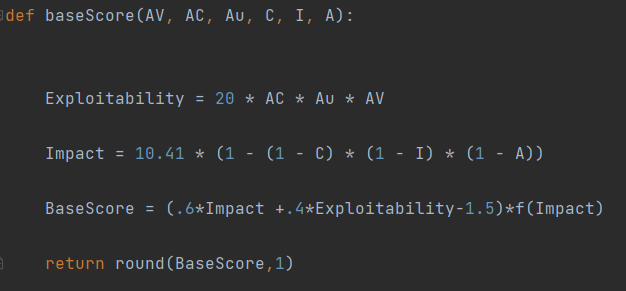 def baseScore(AV, AC, Au, C, I, A):
Exploitability = 20 * AC * Au * AV
Impact = 10.41 * (1 - (1 - C) * (1 - I) * (1 - A))
BaseScore = (.6*Impact +.4*Exploitability-1.5)*f(Impact)
return round(BaseScore,1)